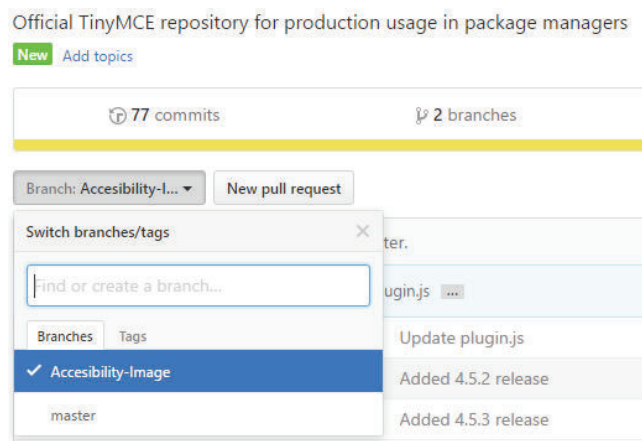 Official TinyMCE repository for production usage in package managers
New Add topics
77 commits 2 branches
Branch: Accesibility-I... New pull request
Switch branches/tags
ter.
Find or create a branch...
ugin.js ...
Branches Tags
Update plugin.js
Accesibility-Image
Added 4.5.2 release
master
Added 4.5.3 release